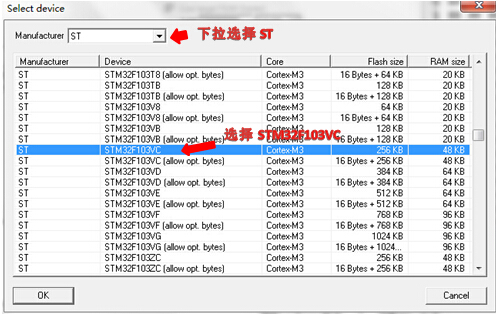 Select device
Manufacturer ST 下拉选择 ST
Manufacturer Device Core Flash size RAM size
ST STM32F103T8 (allow opt. bytes) Cortex-M3 16 Bytes + 64 KB 20 KB
ST STM32F103TB Cortex-M3 128 KB 20 KB
ST STM32F103TB (allow opt. bytes) Cortex-M3 16 Bytes + 128 KB 20 KB
ST STM32F103V8 Cortex-M3 64 KB 20 KB
ST STM32F103V8 (allow opt. bytes) Cortex-M3 16 Bytes + 64 KB 20 KB
ST STM32F103VB Cortex-M3 128 KB 20 KB
ST STM32F103VB (allow opt. bytes) Cortex-M3 16 Bytes + 128 KB 20 KB
选择 STM32F103VC
ST STM32F103VC Cortex-M3 256 KB 48 KB
ST STM32F103VC (allow opt. bytes) Cortex-M3 16 Bytes + 256 KB 48 KB
ST STM32F103VD Cortex-M3 384 KB 64 KB
ST STM32F103VD (allow opt. bytes) Cortex-M3 16 Bytes + 384 KB 64 KB
ST STM32F103VE Cortex-M3 512 KB 64 KB
ST STM32F103VE (allow opt. bytes) Cortex-M3 16 Bytes + 512 KB 64 KB
ST STM32F103VF Cortex-M3 768 KB 96 KB
ST STM32F103VF (allow opt. bytes) Cortex-M3 16 Bytes + 768 KB 96 KB
ST STM32F103VG Cortex-M3 1024 KB 96 KB
ST STM32F103VG (allow opt. bytes) Cortex-M3 16 Bytes + 1024... 96 KB
ST STM32F103ZC Cortex-M3 256 KB 48 KB
ST STM32F103ZC (allow opt. bytes) Cortex-M3 16 Bytes + 256 KB 48 KB
OK Cancel